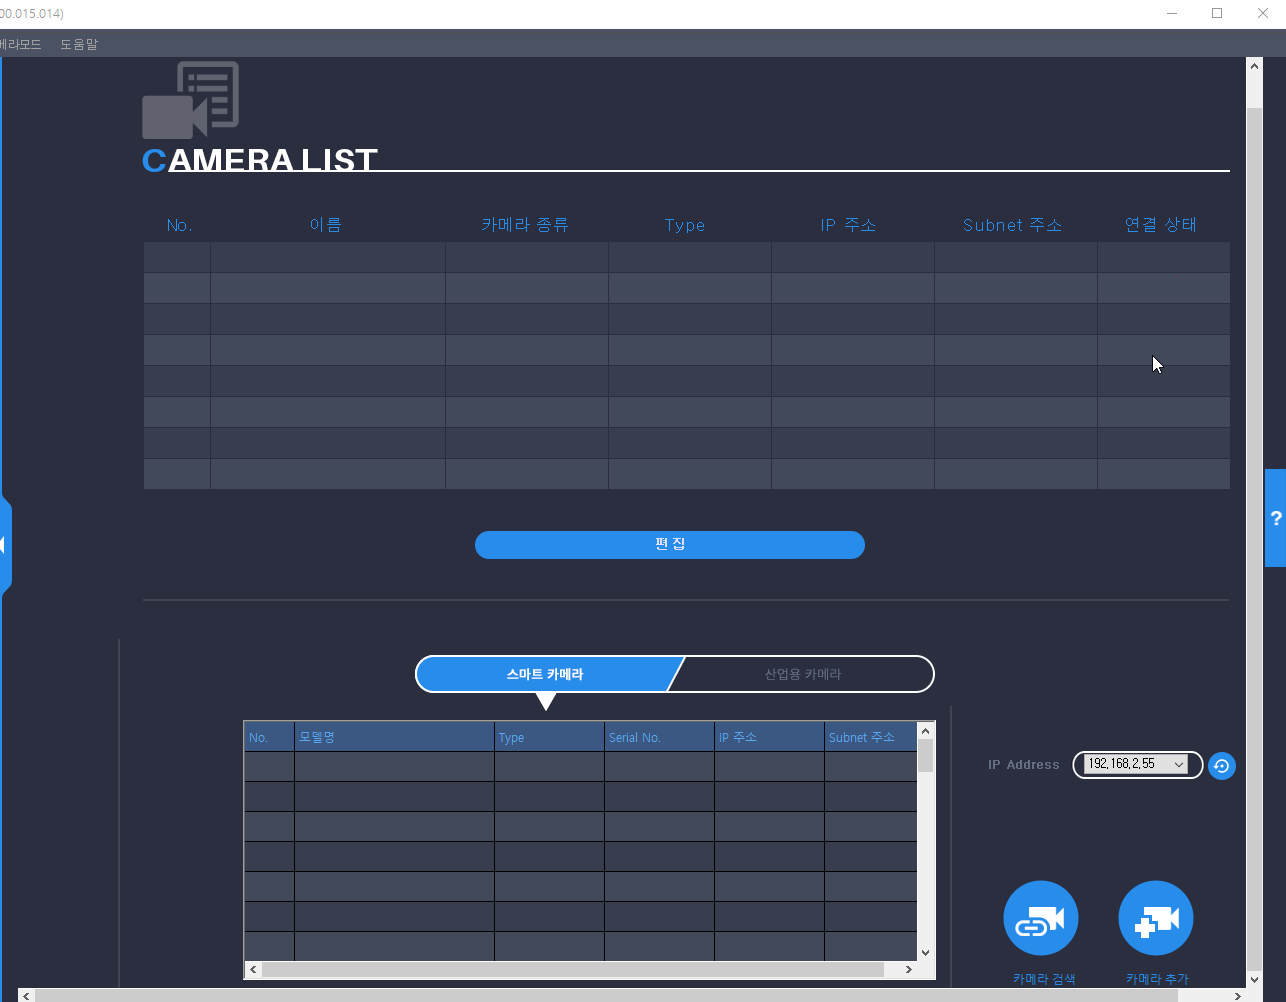 00.015.014)
메라모드 도움말
CAMERA LIST
No. 이름 카메라 종류 Type IP 주소 Subnet 주소 연결 상태
편 집
?
스마트 카메라 산업용 카메라
No. 모델명 Type Serial No. IP 주소 Subnet 주소
IP Address 192,168,2,55
카메라 검색 카메라 추가